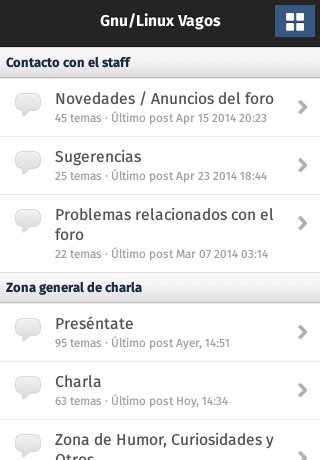 Gnu/Linux Vagos
Contacto con el staff
Novedades / Anuncios del foro
45 temas · Último post Apr 15 2014 20:23
Sugerencias
25 temas · Último post Apr 23 2014 18:44
Problemas relacionados con el
foro
22 temas · Último post Mar 07 2014 03:14
Zona general de charla
Preséntate
95 temas · Último post Ayer, 14:51
Charla
63 temas · Último post Hoy, 14:34
Zona de Humor, Curiosidades y
Otros